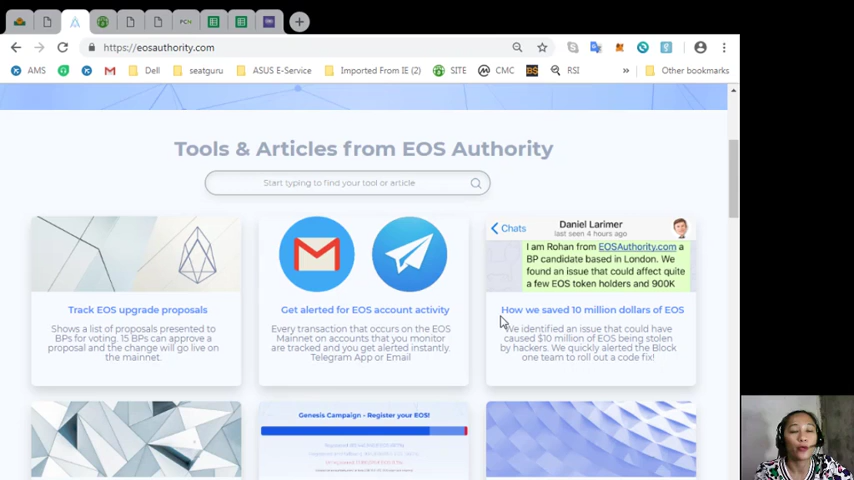 PCN
https://eosauthority.com
AMS
Dell
seatguru
ASUS E-Service
Imported From IE (2)
SITE
CMC
RSI
»
Other bookmarks
Tools & Articles from EOS Authority
Start typing to find your tool or article
Track EOS upgrade proposals
Shows a list of proposals presented to
BPs for voting. 15 BPs can approve a
proposal and the change will go live on
the mainnet.
Get alerted for EOS account activity
Every transaction that occurs on the EOS
Mainnet on accounts that you monitor
are tracked and you get alerted instantly.
Telegram App or Email
Chats
Daniel Larimer
last seen 4 hours ago
I am Rohan from EOSAuthority.com a
BP candidate based in London. We
found an issue that could affect quite
a few EOS token holders and 900K
How we saved 10 million dollars of EOS
We identified an issue that could have
caused $10 million of EOS being stolen
by hackers. We quickly alerted the Block
one team to roll out a code fix!
Genesis Campaign - Register your EOS!